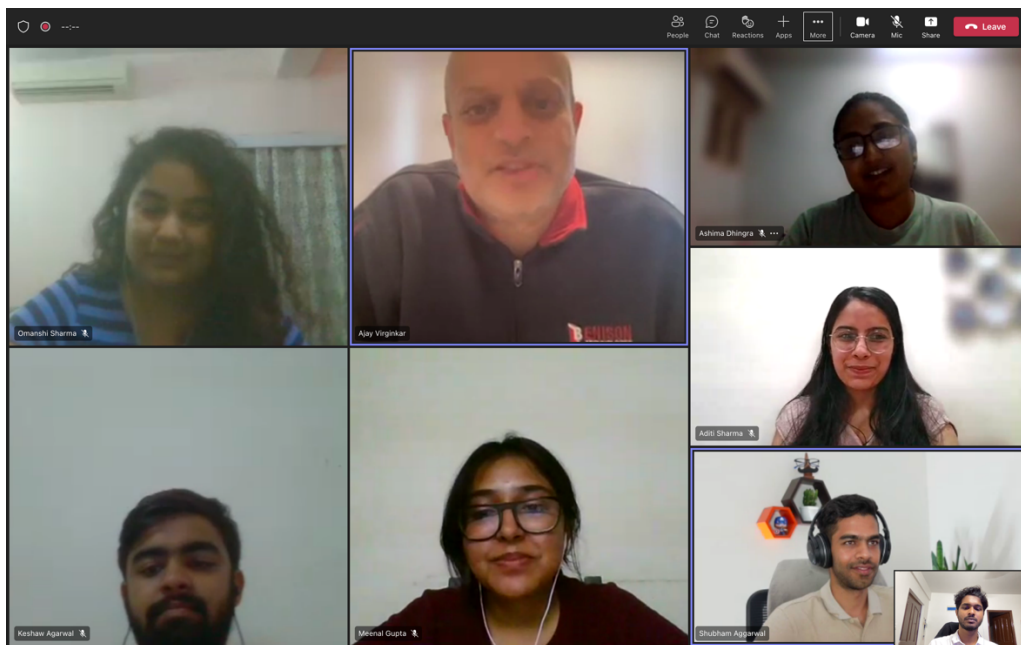 --:--
People
Chat
Reactions
Apps
More
Camera
Mic
Share
Leave
Omanshi Sharma
Ajay Virginkar
BENISON
Ashima Dhingra
Aditi Sharma
Keshaw Agarwal
Meenal Gupta
Shubham Aggarwal